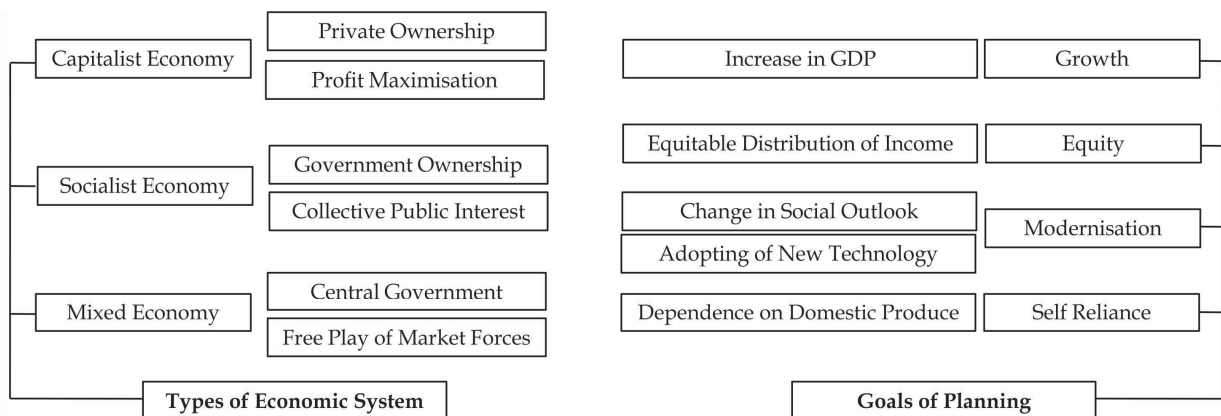 Capitalist Economy
Private Ownership
Profit Maximisation
Socialist Economy
Government Ownership
Collective Public Interest
Mixed Economy
Central Government
Free Play of Market Forces
Types of Economic System
Increase in GDP
Growth
Equitable Distribution of Income
Equity
Change in Social Outlook
Adopting of New Technology
Modernisation
Dependence on Domestic Produce
Self Reliance
Goals of Planning